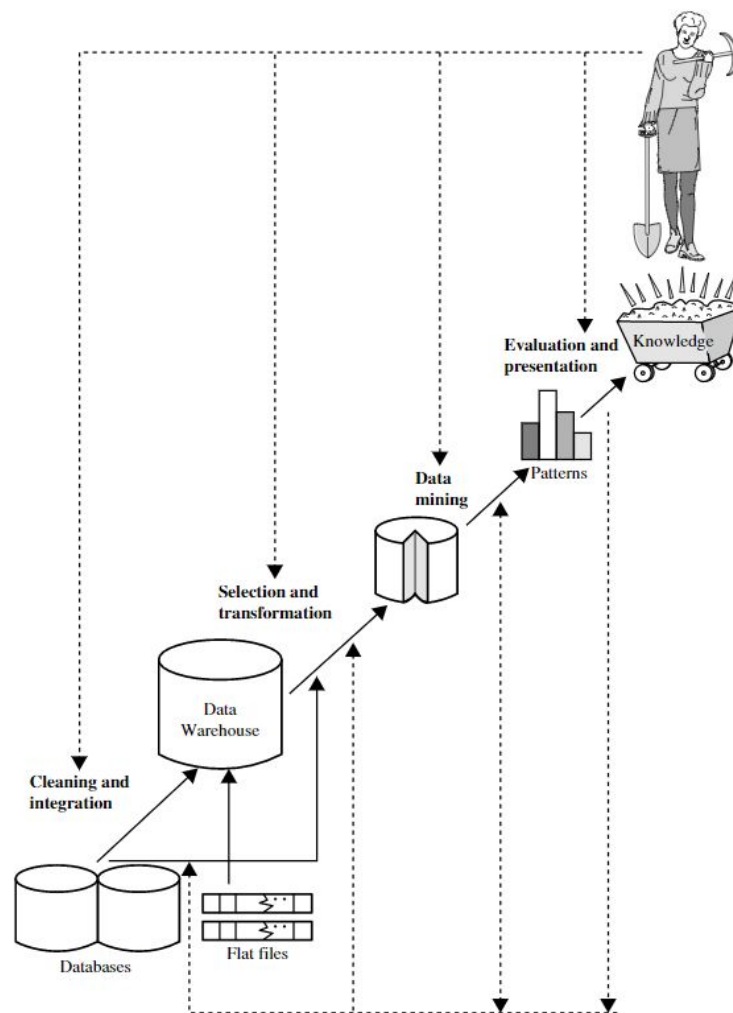 Evaluation and
presentation
Knowledge
Patterns
Data
mining
Selection and
transformation
Data
Warehouse
Cleaning and
integration
Databases
Flat files